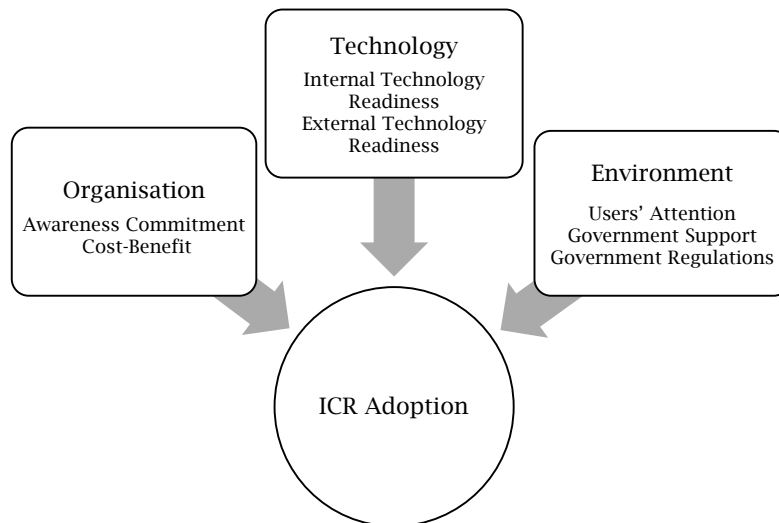 Technology
Internal Technology
Readiness
External Technology
Readiness
Organisation
Awareness Commitment
Cost-Benefit
Environment
Users’ Attention
Government Support
Government Regulations
ICR Adoption